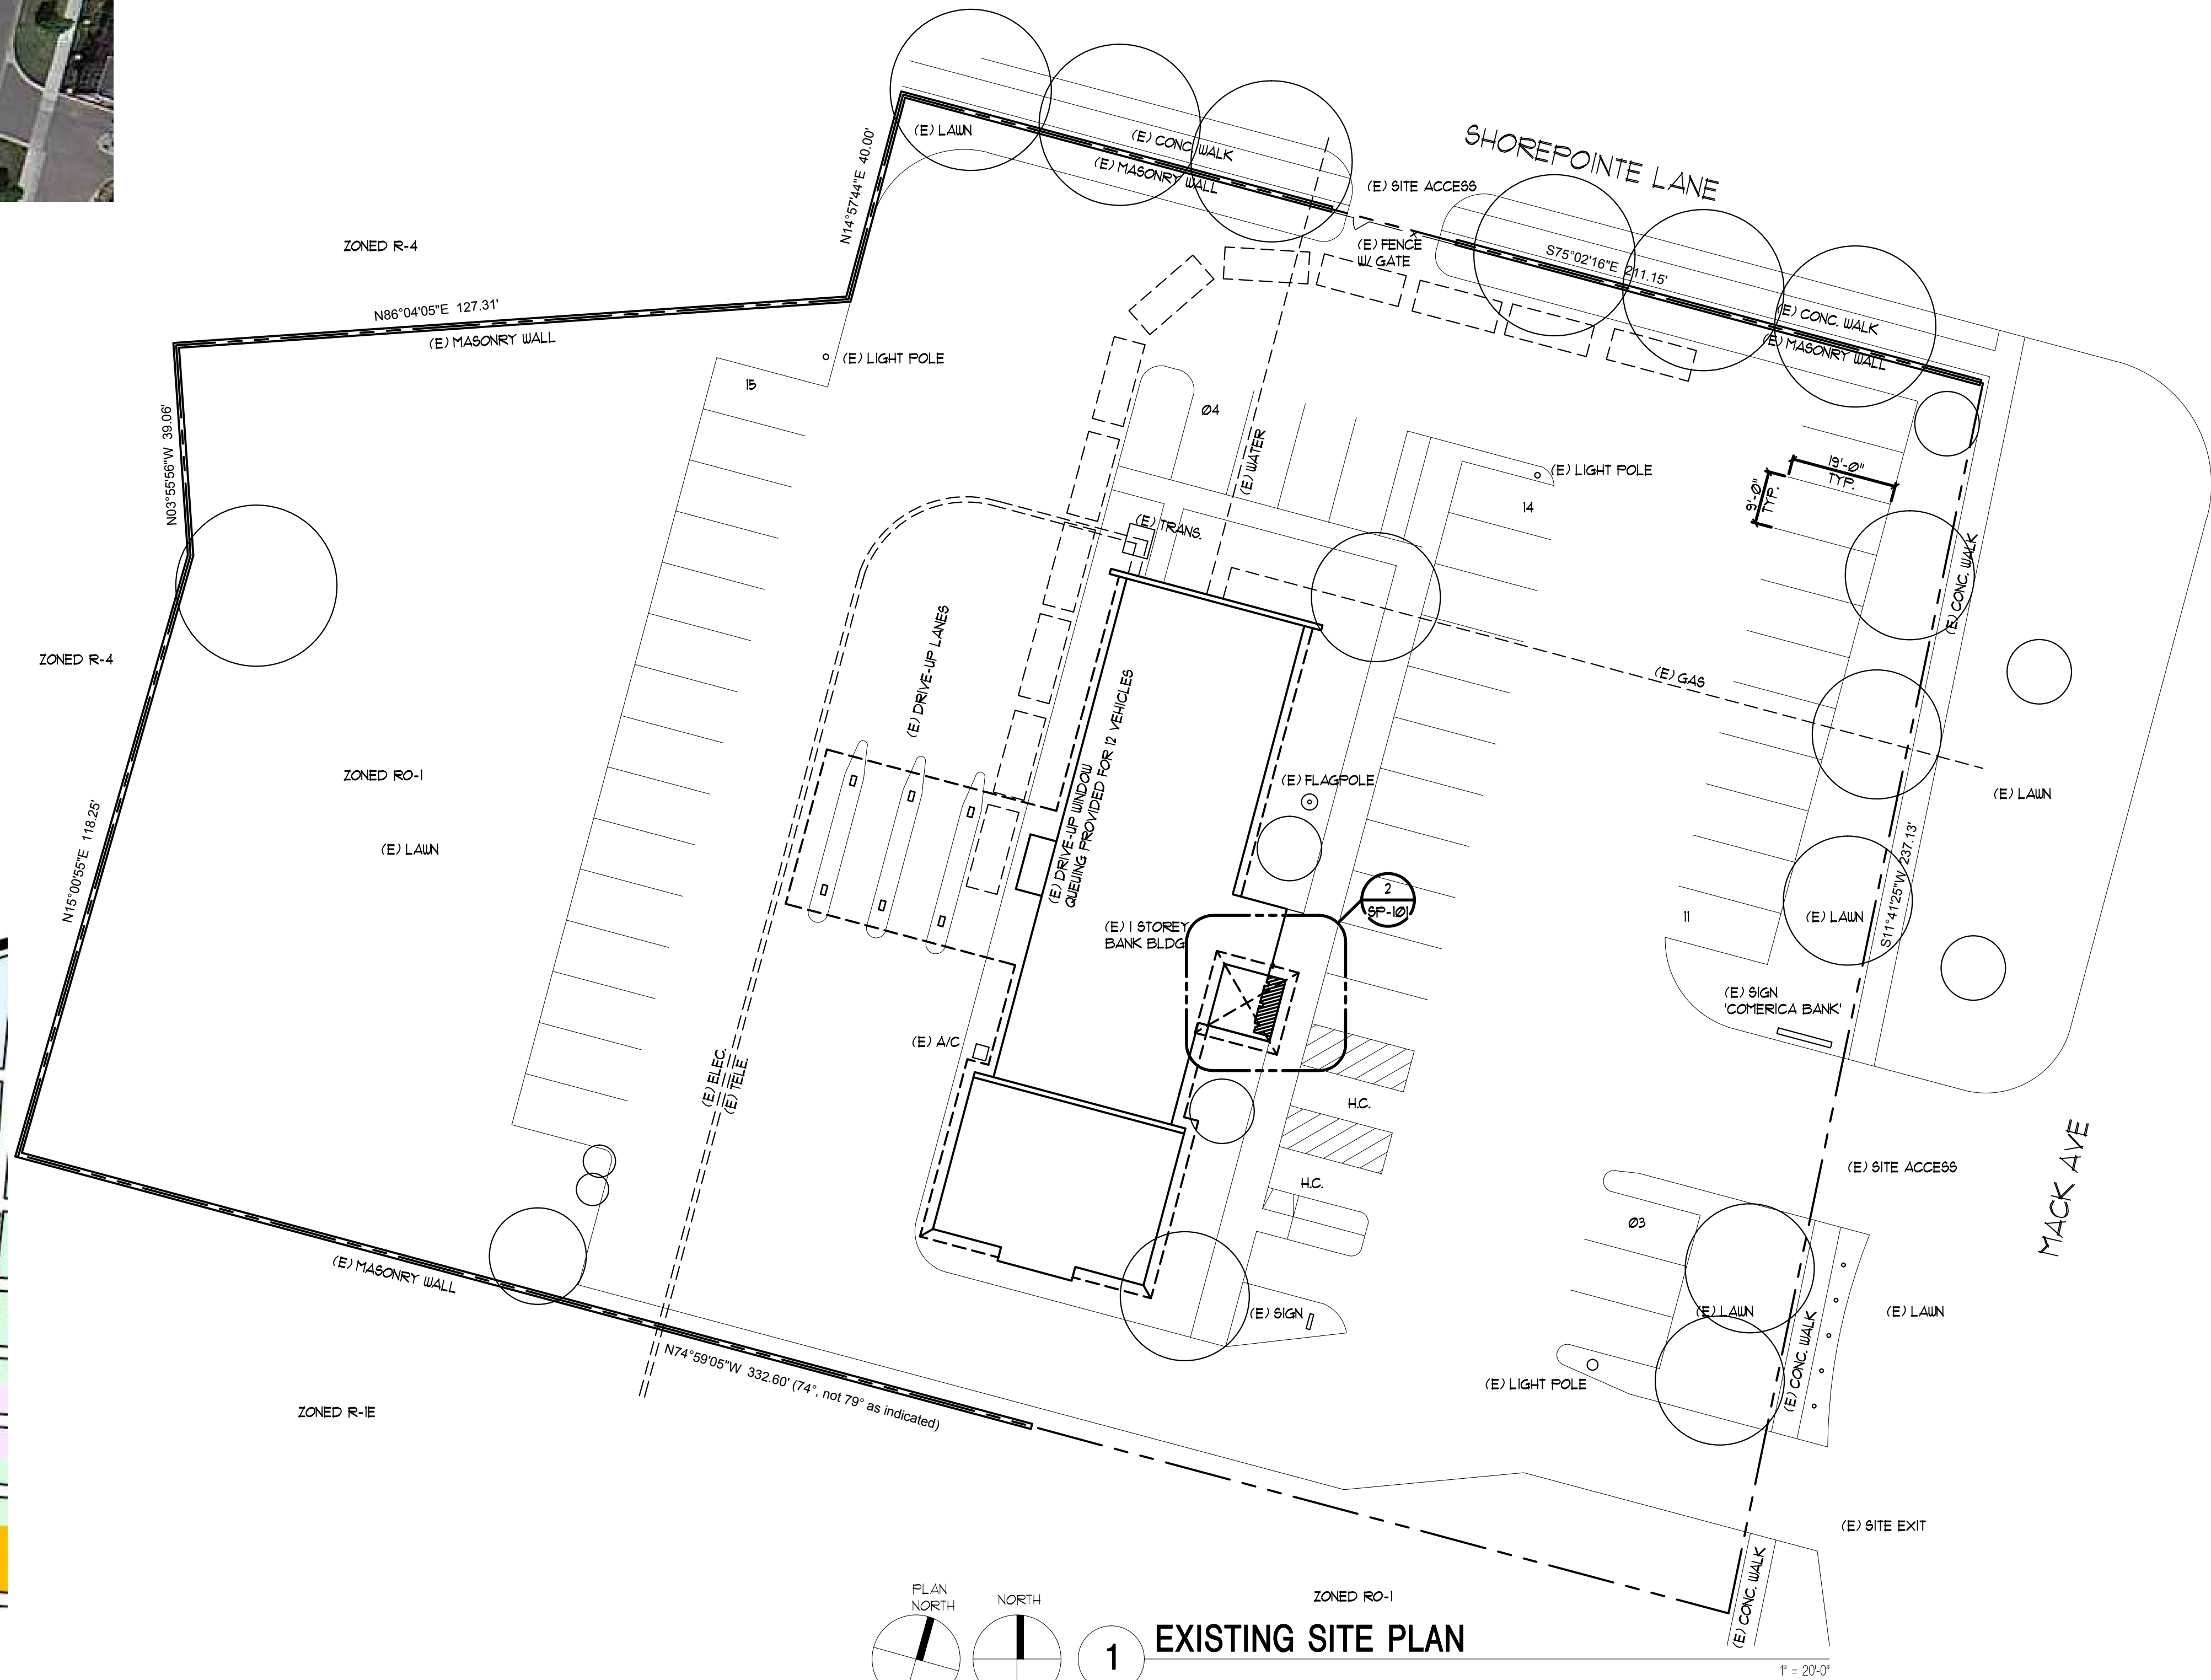 SHOREPOINTE LANE
(E) LAWN
(E) CONC. WALK
(E) MASONRY WALL
(E) SITE ACCESS
N14°57'44"E 40.00'
ZONED R-4
(E) FENCE
W/ GATE
S75°02'16"E 211.15'
N86°04'05"E 127.31'
(E) MASONRY WALL
(E) CONC. WALK
(E) MASONRY WALL
(E) LIGHT POLE
15
N03°55'56"W 39.06'
04
(E) WATER
(E) LIGHT POLE
14
19'-0"
TYP.
9'-0"
TYP.
(E) TRANS.
(E) CONC. WALK
ZONED R-4
(E) DRIVE-UP LANES
(E) GAS
ZONED RO-1
(E) DRIVE-UP WINDOW
QUEUING PROVIDED FOR 12 VEHICLES
(E) FLAGPOLE
(E) LAWN
(E) LAWN
N15°00'55"E 118.25'
S11°41'25"W 237.13'
2
SP-101
(E) 1 STOREY
BANK BLDG
11
(E) LAWN
(E) SIGN
'COMERICA BANK'
(E) A/C
(E) ELEC.
(E) TELE.
H.C.
H.C.
(E) SITE ACCESS
MACK AVE
03
(E) MASONRY WALL
(E) SIGN
(E) LAWN
(E) LAWN
(E) CONC. WALK
N74°59'05"W 332.60' (74°, not 79° as indicated)
(E) LIGHT POLE
ZONED R-1E
(E) SITE EXIT
(E) CONC. WALK
PLAN
NORTH
NORTH
ZONED RO-1
1
EXISTING SITE PLAN
1" = 20'-0"